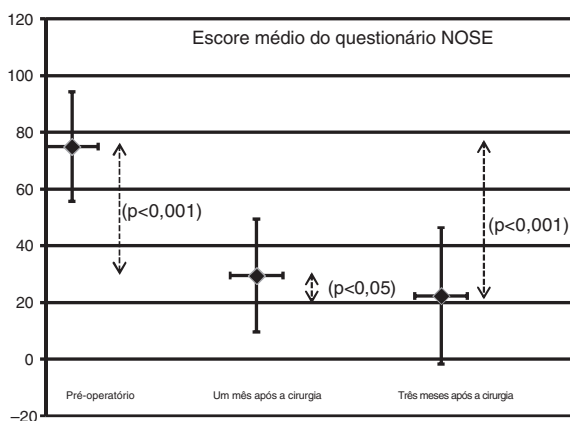 Escore médio do questionário NOSE
120
100
80
60
40
20
0
–20
(p<0,001)
(p<0,05)
(p<0,001)
Pré-operatório
Um mês após a cirurgia
Três meses após a cirurgia